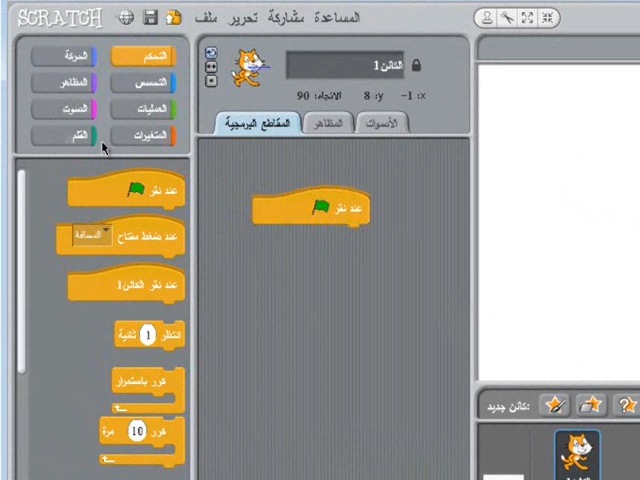 SCRATCH ملف تحرير مشاركة المساعدة
التحكم الحركة
التحسس المظاهر
العمليات الصوت
المتغيرات القلم
الكائن1
x: -1 y: 8 الاتجاه: 90
المقاطع البرمجية المظاهر الأصوات
عند نقر
عند ضغط مفتاح المسافة
عند نقر الكائن1
انتظر 1 ثانية
كرر باستمرار
كرر 10 مرة
عند نقر
كائن جديد: